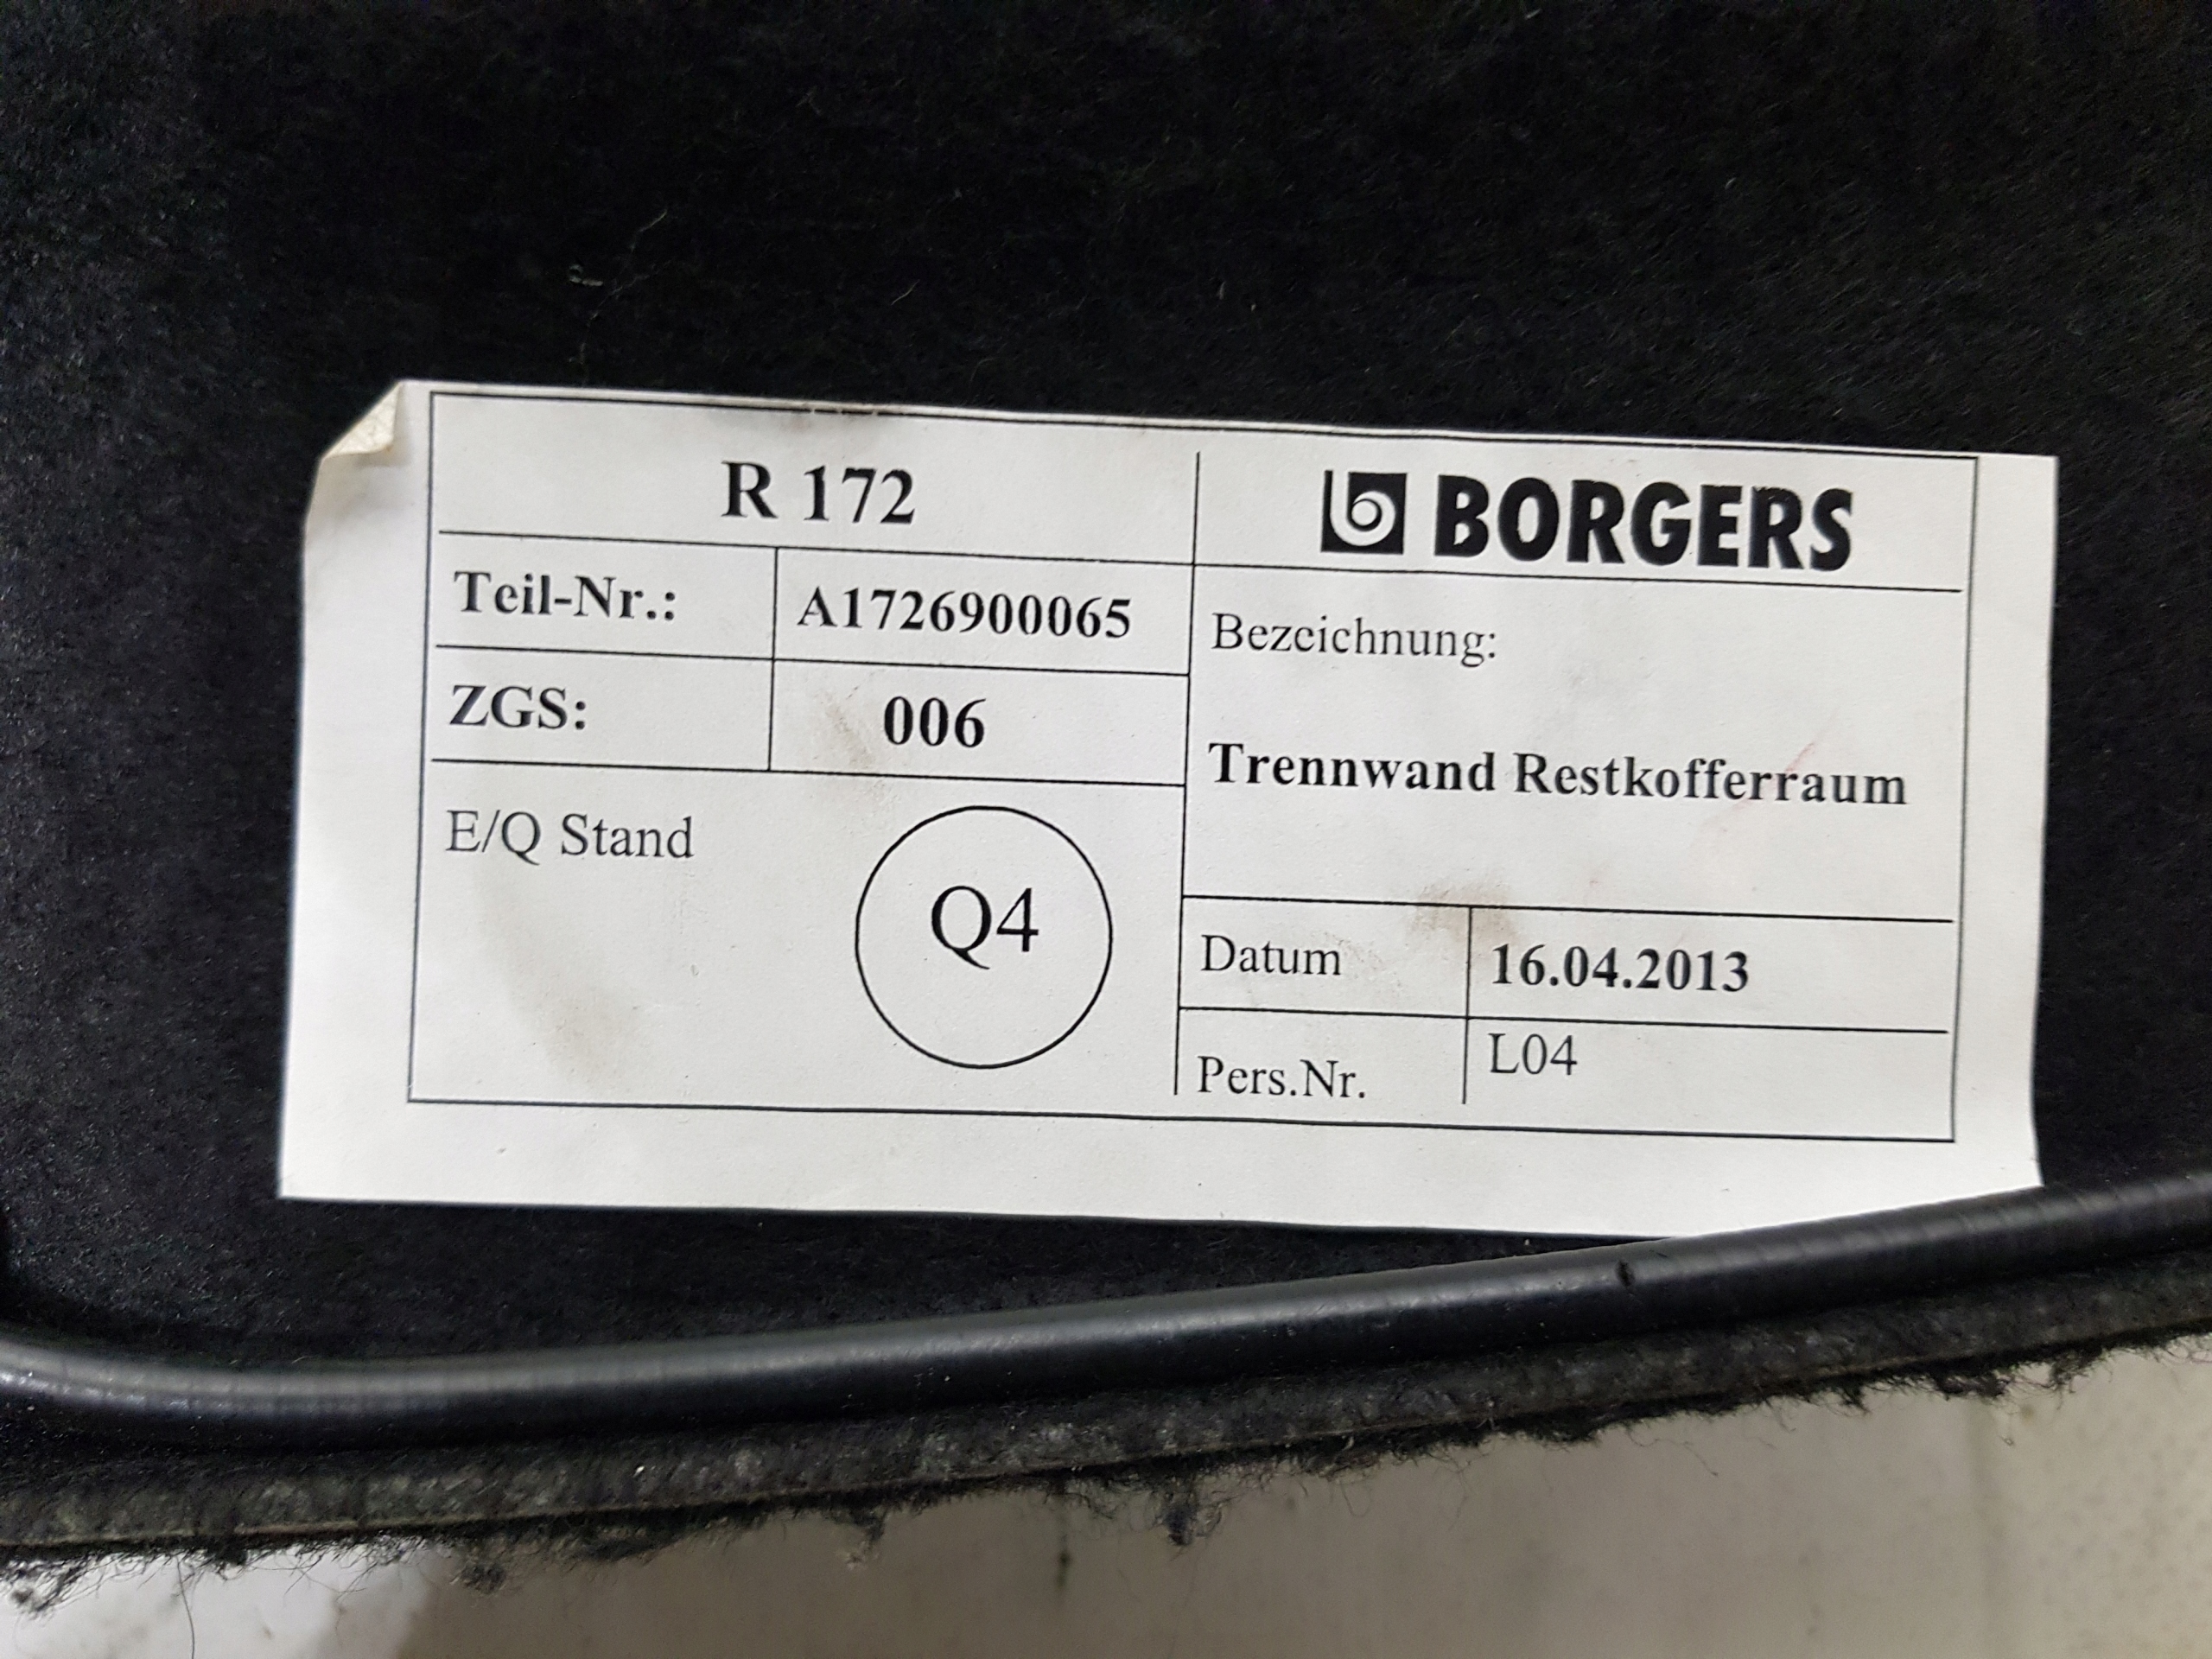 R 172
BORGERS
Teil-Nr.: A1726900065
ZGS: 006
E/Q Stand
Q4
Bezeichnung:
Trennwand Restkofferraum
Datum 16.04.2013
Pers.Nr. L04